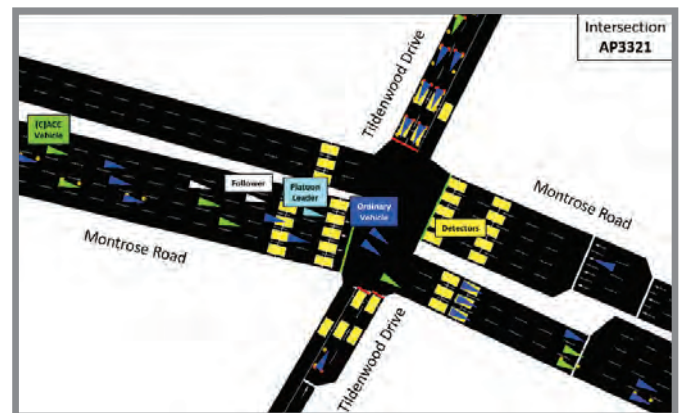 Intersection
AP3321
Tildenwood Drive
(C)ACC
Vehicle
Follower
Platoon
Leader
Ordinary
Vehicle
Detectors
Montrose Road
Montrose Road
Tildenwood Drive